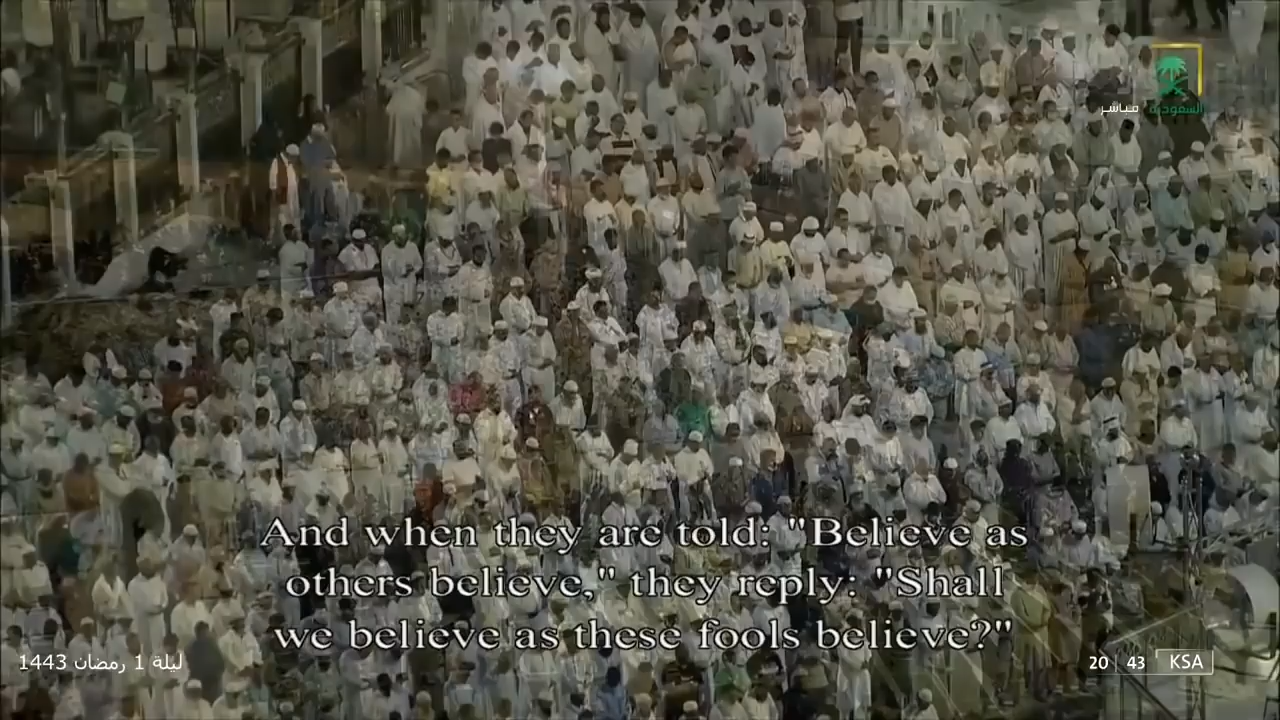 السعودية
مباشر
And when they are told: "Believe as
others believe," they reply: "Shall
we believe as these fools believe?"
ليلة 1 رمضان 1443
20 43 KSA